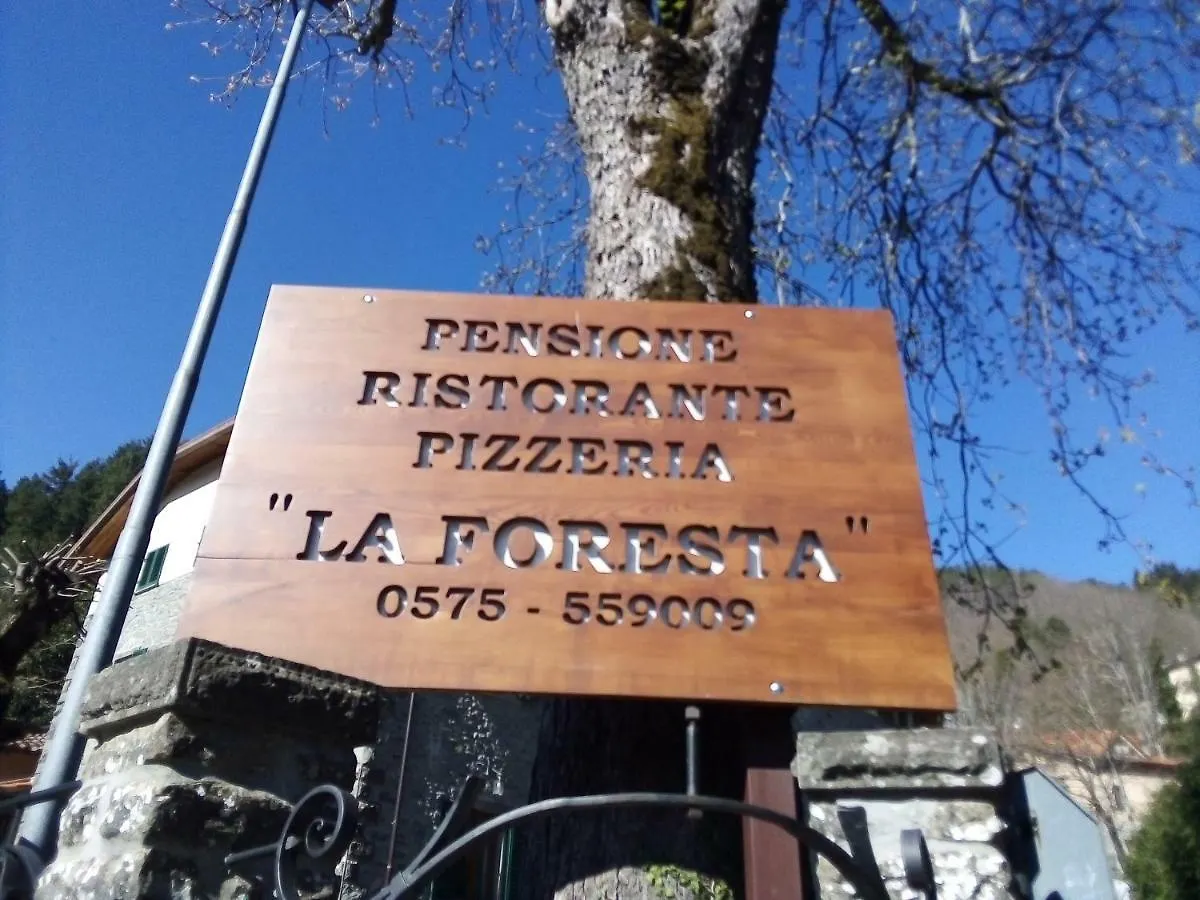 PENSIONE
RISTORANTE
PIZZERIA
"LA FORESTA"
0575 - 559009